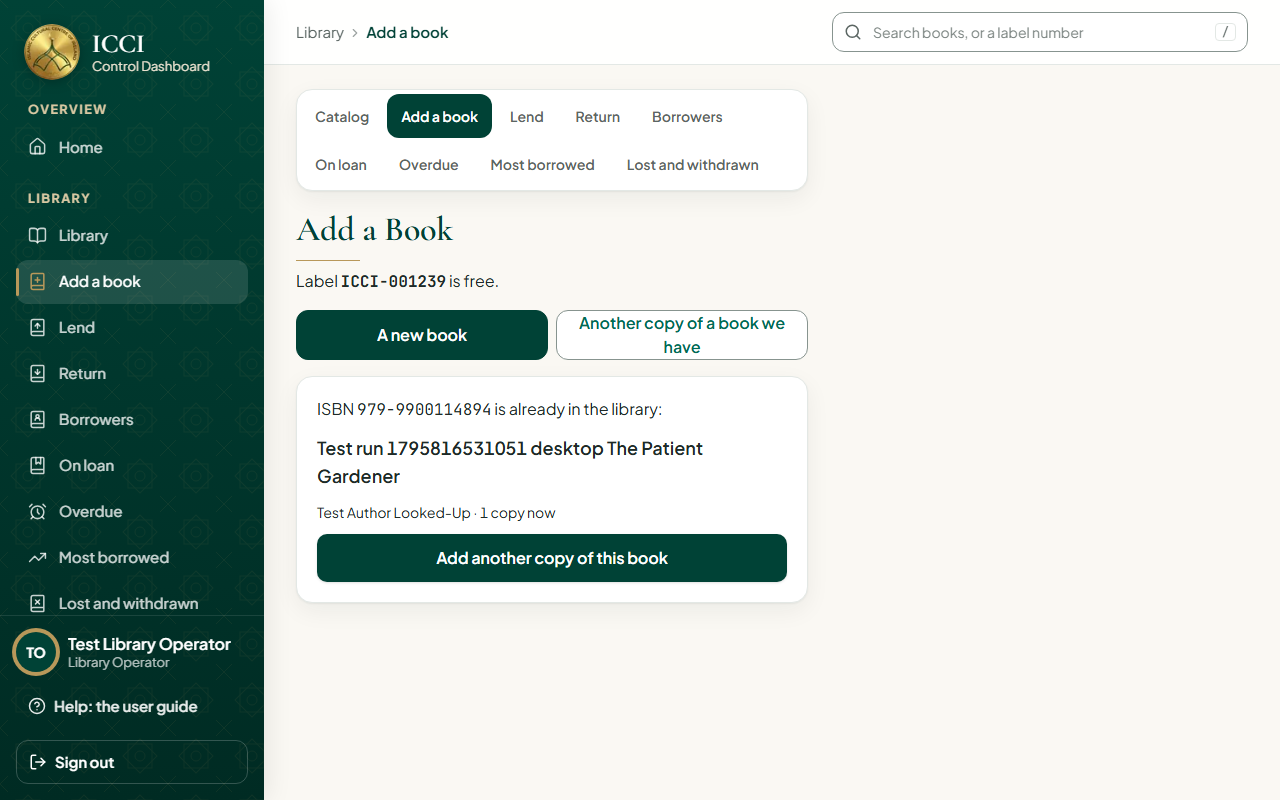 ICCI
Control Dashboard
OVERVIEW
Home
LIBRARY
Library
Add a book
Lend
Return
Borrowers
On loan
Overdue
Most borrowed
Lost and withdrawn
TO
Test Library Operator
Library Operator
Help: the user guide
Sign out
Library > Add a book
Search books, or a label number /
Catalog Add a book Lend Return Borrowers
On loan Overdue Most borrowed Lost and withdrawn
Add a Book
Label ICCI-001239 is free.
A new book
Another copy of a book we
have
ISBN 979-9900114894 is already in the library:
Test run 1795816531051 desktop The Patient
Gardener
Test Author Looked-Up · 1 copy now
Add another copy of this book